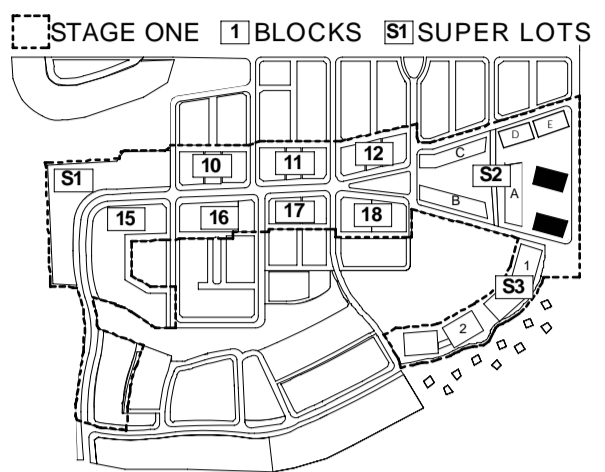 STAGE ONE 1 BLOCKS S1 SUPER LOTS
D E
10 11 12 C
S1 S2 A
15 16 17 18 B
1
S3
2